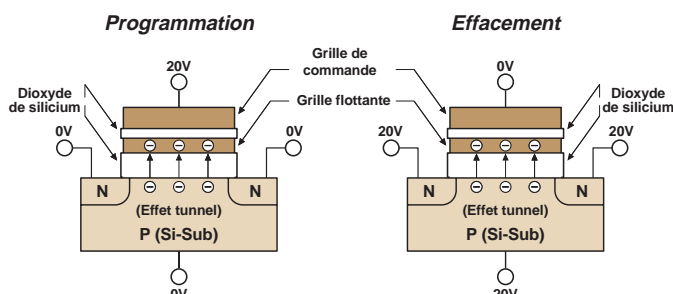 Programmation
Effacement
Grille de
commande
Grille flottante
20V
Dioxyde
de silicium
0V
0V
N
N
(Effet tunnel)
P (Si-Sub)
0V
0V
Dioxyde
de silicium
20V
20V
N
N
(Effet tunnel)
P (Si-Sub)
20V